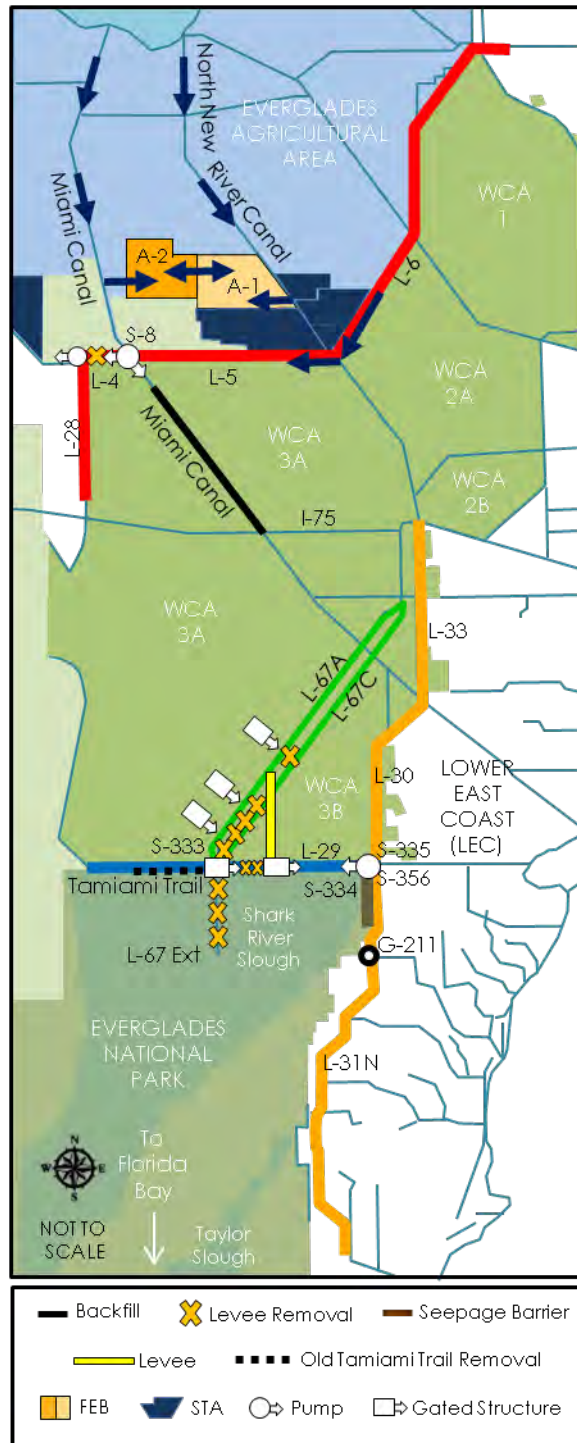 North New
River Canal
EVERGLADES
AGRICULTURAL
AREA
Miami Canal
WCA
1
A-2
A-1
L-6
S-8
L-4
L-5
WCA
2A
L-28
WCA
3A
Miami Canal
WCA
2B
I-75
WCA
3A
L-67A
L-67C
L-33
WCA
3B
L-30
LOWER
EAST
COAST
(LEC)
S-333
L-29
S-335
S-356
Tamiami Trail
S-334
Shark
River
Slough
L-67 Ext
G-211
EVERGLADES
NATIONAL
PARK
L-31N
To
Florida
Bay
N
W
E
S
NOT TO
SCALE
Taylor
Slough
Backfill
Levee Removal
Seepage Barrier
Levee
Old Tamiami Trail Removal
FEB
STA
Pump
Gated Structure